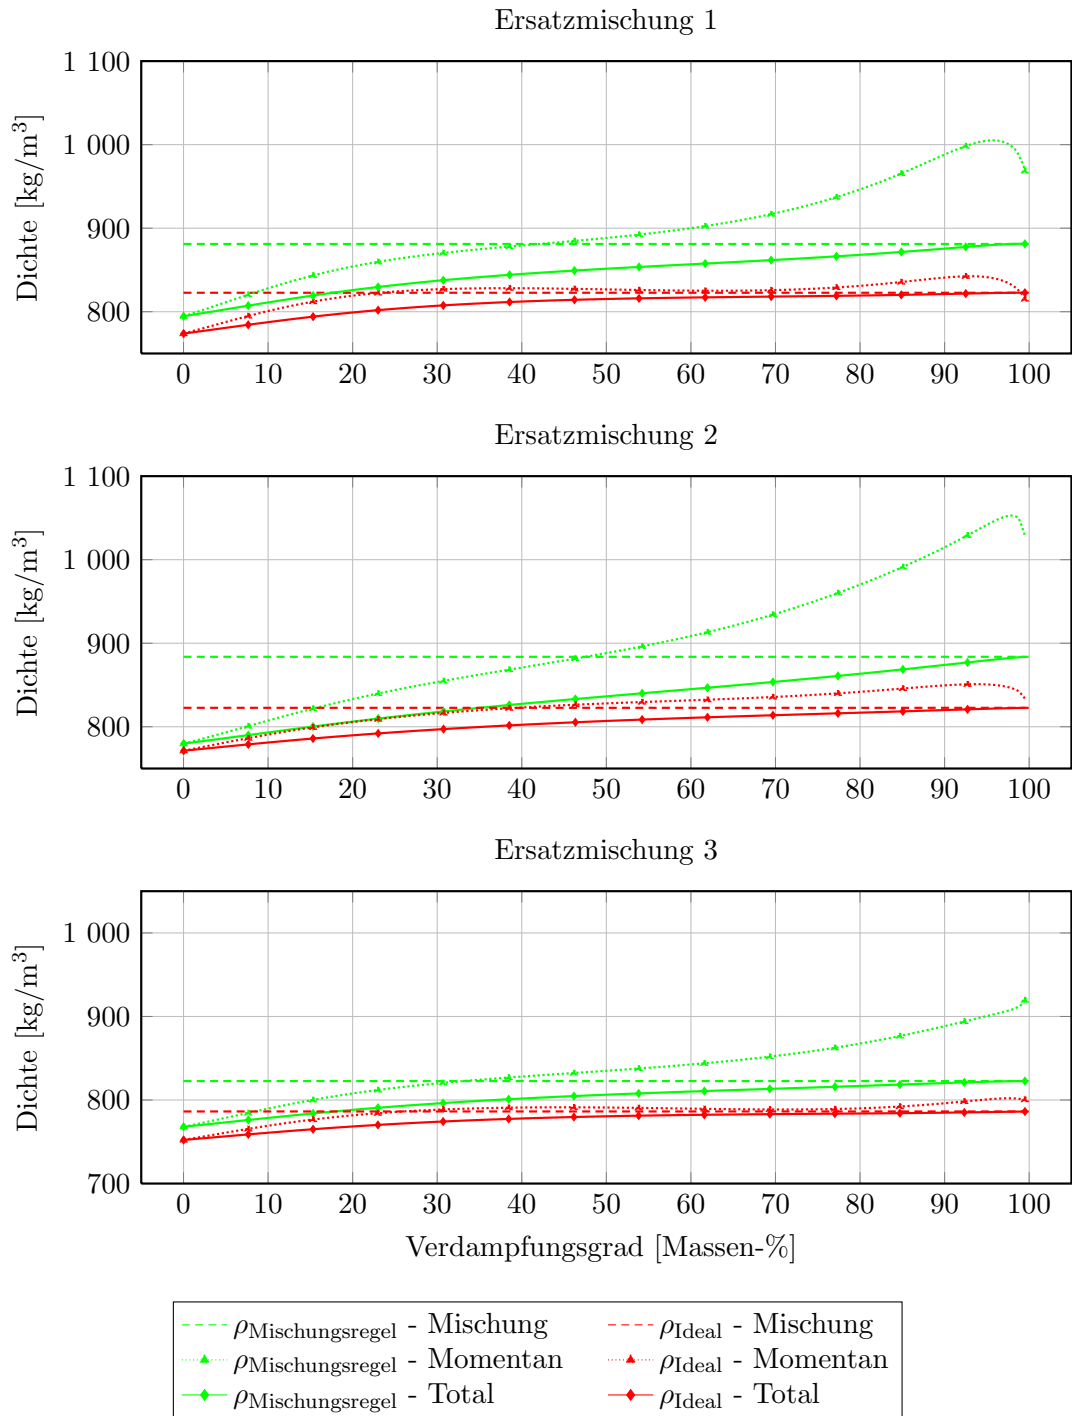 Ersatzmischung 1
1 100
1 000
900
800
Dichte [kg/m³]
0 10 20 30 40 50 60 70 80 90 100
Ersatzmischung 2
1 100
1 000
900
800
Dichte [kg/m³]
0 10 20 30 40 50 60 70 80 90 100
Ersatzmischung 3
1 000
900
800
700
Dichte [kg/m³]
0 10 20 30 40 50 60 70 80 90 100
Verdampfungsgrad [Massen-%]
ρMischungsregel - Mischung ρIdeal - Mischung
ρMischungsregel - Momentan ρIdeal - Momentan
ρMischungsregel - Total ρIdeal - Total